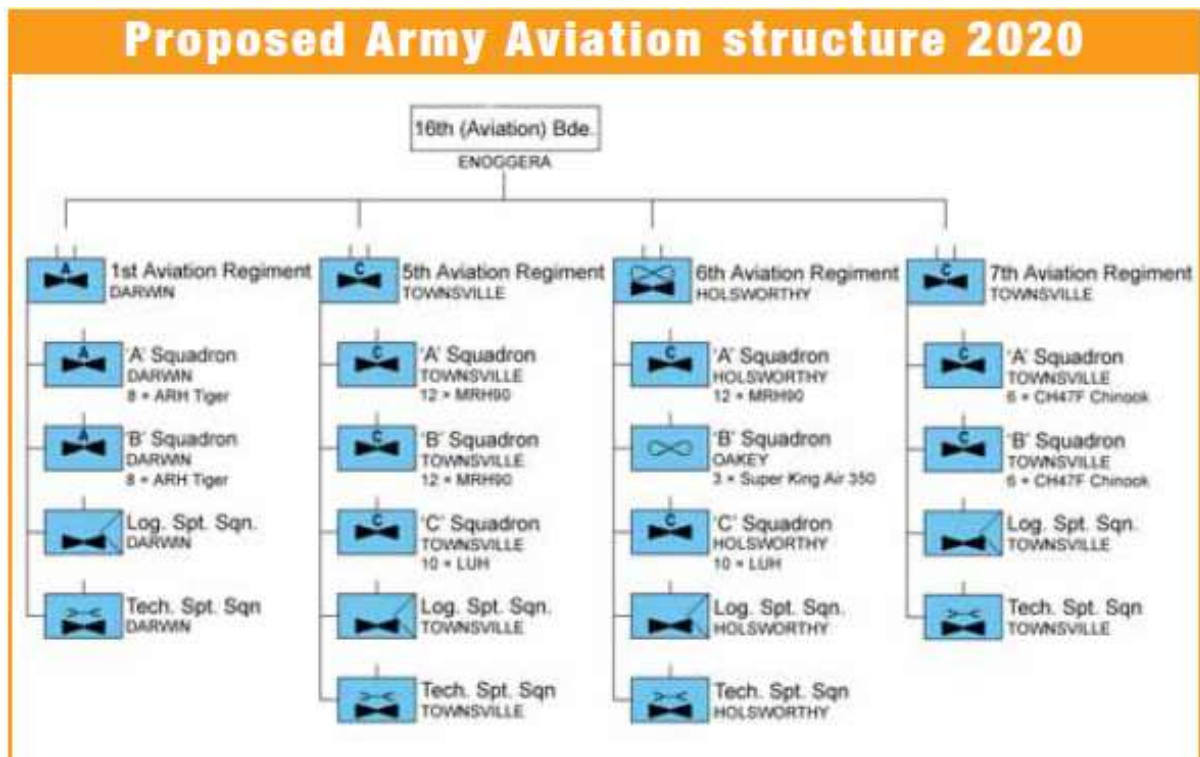 Proposed Army Aviation structure 2020
16th (Aviation) Bde.
ENOGGERA
A
1st Aviation Regiment
DARWIN
A
'A' Squadron
DARWIN
8 × ARH Tiger
A
'B' Squadron
DARWIN
8 × ARH Tiger
Log. Spt. Sqn.
DARWIN
Tech. Spt. Sqn
DARWIN
C
5th Aviation Regiment
TOWNSVILLE
C
'A' Squadron
TOWNSVILLE
12 × MRH90
C
'B' Squadron
TOWNSVILLE
12 × MRH90
C
'C' Squadron
TOWNSVILLE
10 × LUH
Log. Spt. Sqn.
TOWNSVILLE
Tech. Spt. Sqn
TOWNSVILLE
6th Aviation Regiment
HOLSWORTHY
C
'A' Squadron
HOLSWORTHY
12 × MRH90
'B' Squadron
OAKEY
3 × Super King Air 350
C
'C' Squadron
HOLSWORTHY
10 × LUH
Log. Spt. Sqn.
HOLSWORTHY
Tech. Spt. Sqn
HOLSWORTHY
C
7th Aviation Regiment
TOWNSVILLE
C
'A' Squadron
TOWNSVILLE
6 × CH47F Chinook
C
'B' Squadron
TOWNSVILLE
6 × CH47F Chinook
Log. Spt. Sqn.
TOWNSVILLE
Tech. Spt. Sqn
TOWNSVILLE